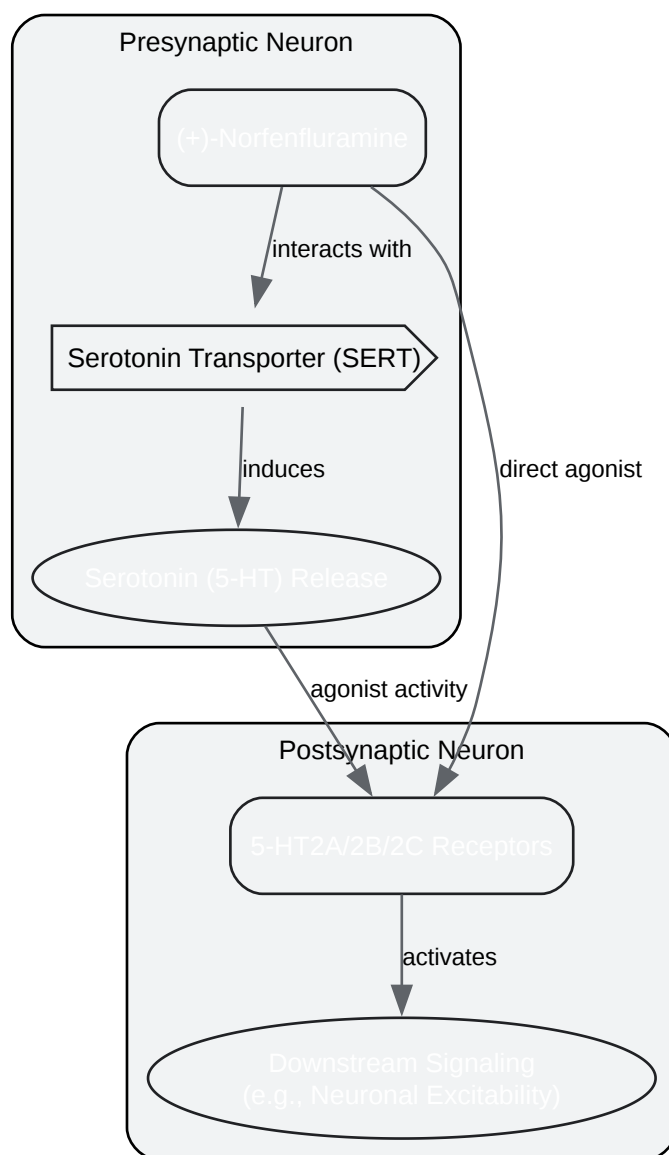 Presynaptic Neuron
(+)-Norfenfluramine
interacts with
Serotonin Transporter (SERT)
induces
direct agonist
Serotonin (5-HT) Release
agonist activity
Postsynaptic Neuron
5-HT2A/2B/2C Receptors
activates
Downstream Signaling
(e.g., Neuronal Excitability)